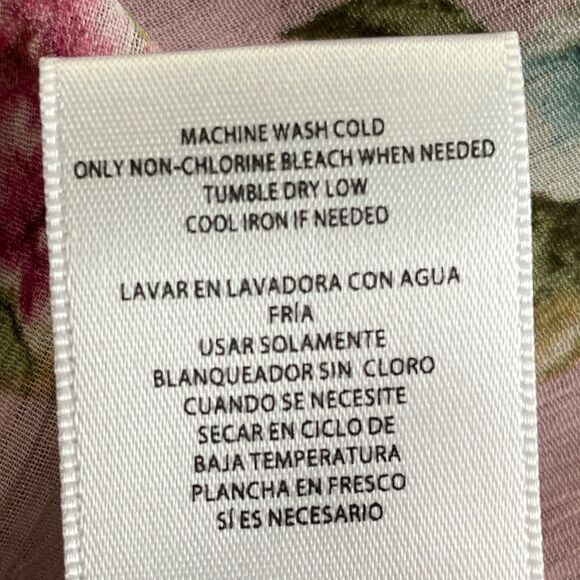 MACHINE WASH COLD
ONLY NON-CHLORINE BLEACH WHEN NEEDED
TUMBLE DRY LOW
COOL IRON IF NEEDED
LAVAR EN LAVADORA CON AGUA
FRÍA
USAR SOLAMENTE
BLANQUEADOR SIN CLORO
CUANDO SE NECESITE
SECAR EN CICLO DE
BAJA TEMPERATURA
PLANCHA EN FRESCO
SÍ ES NECESARIO